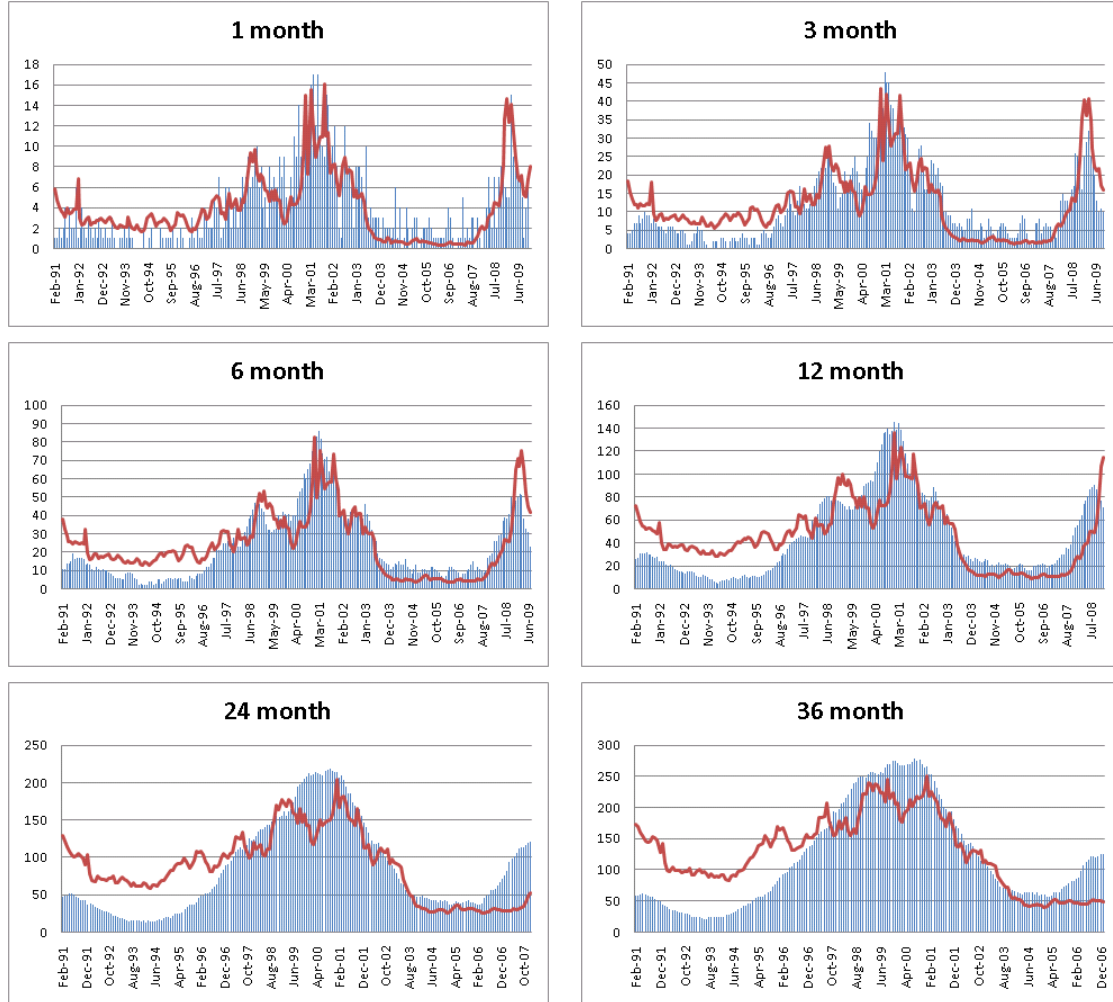 1 month
18
16
14
12
10
8
6
4
2
0
Feb-91
Jan-92
Dec-92
Nov-93
Oct-94
Sep-95
Aug-96
Jul-97
Jun-98
May-99
Apr-00
Mar-01
Feb-02
Jan-03
Dec-03
Nov-04
Oct-05
Sep-06
Aug-07
Jul-08
Jun-09
3 month
50
45
40
35
30
25
20
15
10
5
0
Feb-91
Jan-92
Dec-92
Nov-93
Oct-94
Sep-95
Aug-96
Jul-97
Jun-98
May-99
Apr-00
Mar-01
Feb-02
Jan-03
Dec-03
Nov-04
Oct-05
Sep-06
Aug-07
Jul-08
Jun-09
6 month
100
90
80
70
60
50
40
30
20
10
0
Feb-91
Jan-92
Dec-92
Nov-93
Oct-94
Sep-95
Aug-96
Jul-97
Jun-98
May-99
Apr-00
Mar-01
Feb-02
Jan-03
Dec-03
Nov-04
Oct-05
Sep-06
Aug-07
Jul-08
Jun-09
12 month
160
140
120
100
80
60
40
20
0
Feb-91
Jan-92
Dec-92
Nov-93
Oct-94
Sep-95
Aug-96
Jul-97
Jun-98
May-99
Apr-00
Mar-01
Feb-02
Jan-03
Dec-03
Nov-04
Oct-05
Sep-06
Aug-07
Jul-08
24 month
250
200
150
100
50
0
Feb-91
Dec-91
Oct-92
Aug-93
Jun-94
Apr-95
Feb-96
Dec-96
Oct-97
Aug-98
Jun-99
Apr-00
Feb-01
Dec-01
Oct-02
Aug-03
Jun-04
Apr-05
Feb-06
Dec-06
Oct-07
36 month
300
250
200
150
100
50
0
Feb-91
Dec-91
Oct-92
Aug-93
Jun-94
Apr-95
Feb-96
Dec-96
Oct-97
Aug-98
Jun-99
Apr-00
Feb-01
Dec-01
Oct-02
Aug-03
Jun-04
Apr-05
Feb-06
Dec-06